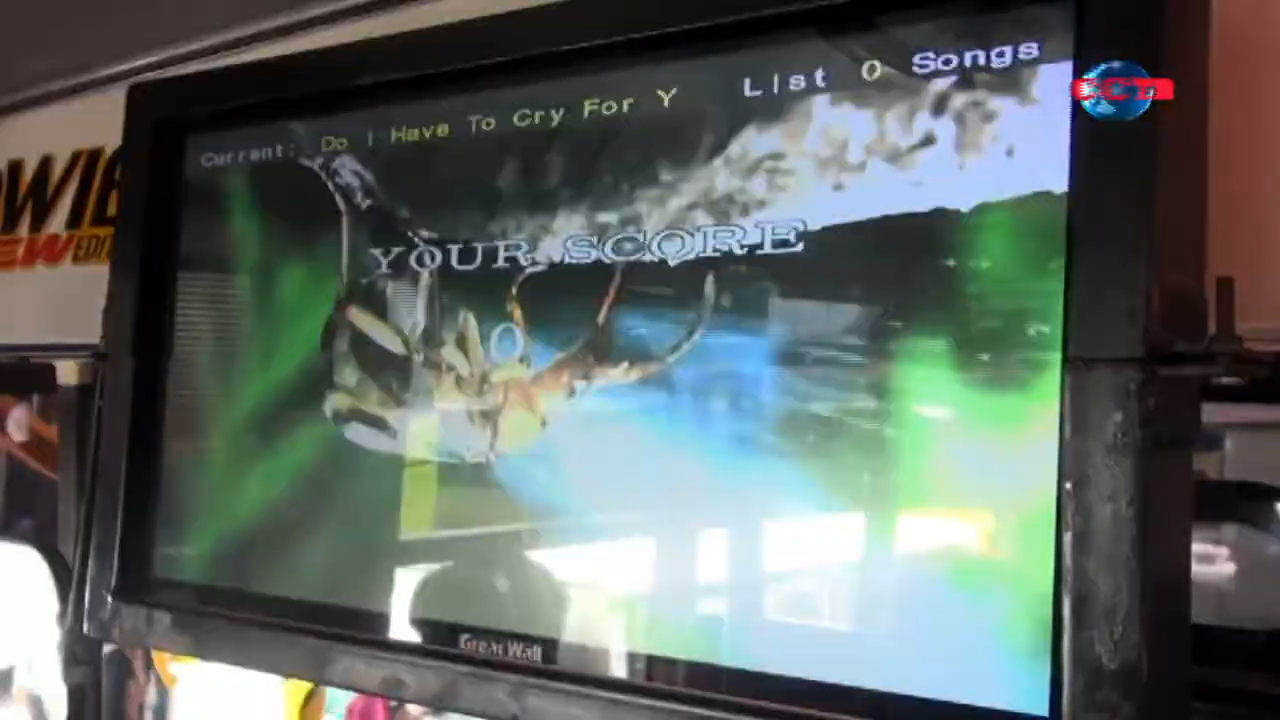 Current: Do I Have To Cry For Y
List 0 Songs
YOUR SCORE
0
Great Wall